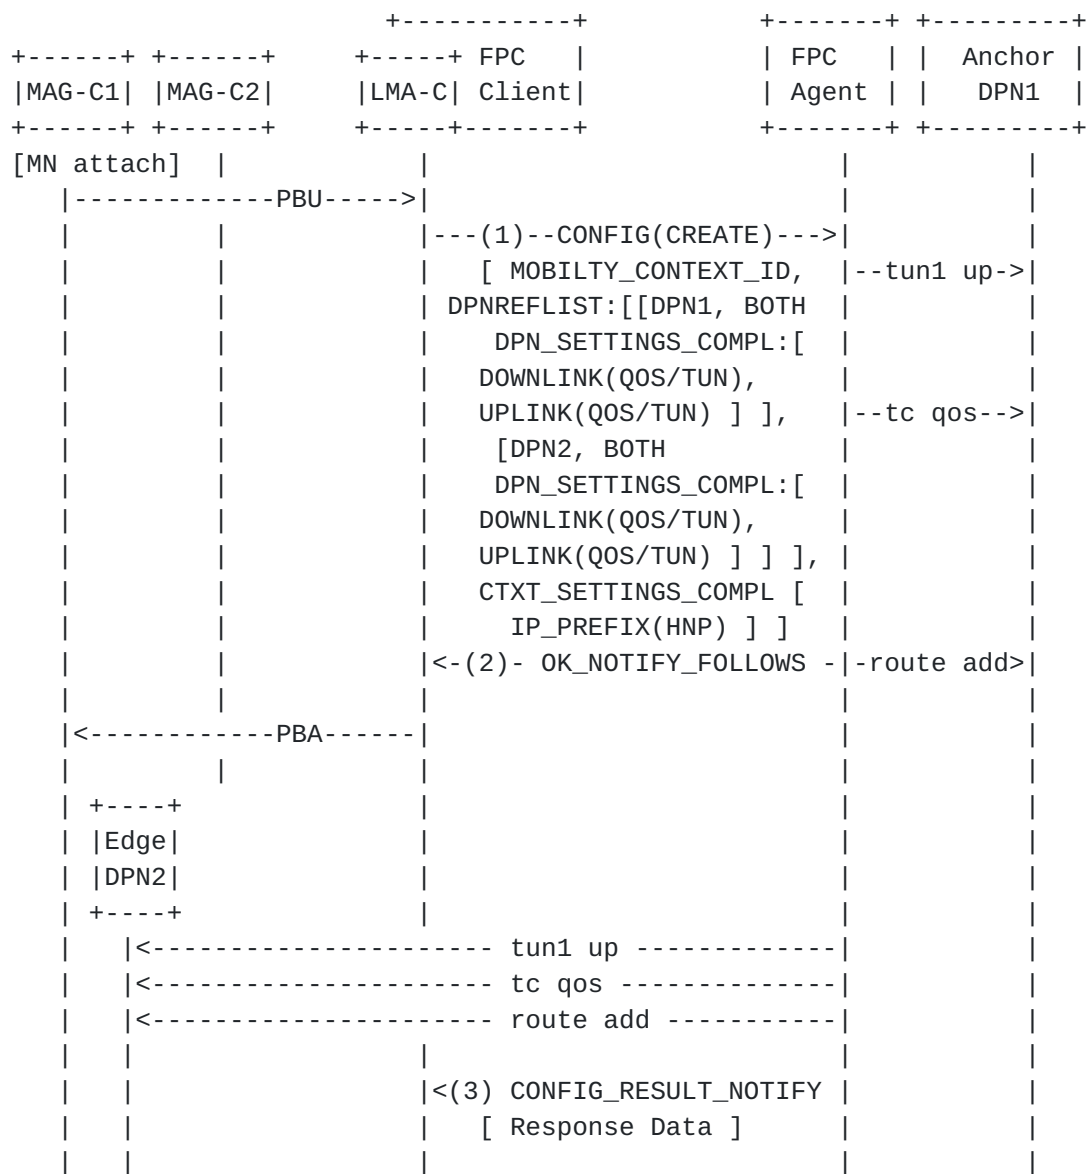 +-----------+           +-------+ +---------+
+------+ +------+     +-----+ FPC   |           | FPC   | |  Anchor |
|MAG-C1| |MAG-C2|     |LMA-C| Client|           | Agent | |   DPN1  |
+------+ +------+     +-----+-------+           +-------+ +---------+
[MN attach]  |            |                          |           |
   |-------------PBU----->|                          |           |
   |         |            |---(1)--CONFIG(CREATE)--->|           |
   |         |            |   [ MOBILTY_CONTEXT_ID,  |--tun1 up->|
   |         |            | DPNREFLIST:[[DPN1, BOTH  |           |
   |         |            |    DPN_SETTINGS_COMPL:[  |           |
   |         |            |   DOWNLINK(QOS/TUN),     |           |
   |         |            |   UPLINK(QOS/TUN) ] ],   |--tc qos-->|
   |         |            |    [DPN2, BOTH           |           |
   |         |            |    DPN_SETTINGS_COMPL:[  |           |
   |         |            |   DOWNLINK(QOS/TUN),     |           |
   |         |            |   UPLINK(QOS/TUN) ] ] ], |           |
   |         |            |   CTXT_SETTINGS_COMPL [  |           |
   |         |            |     IP_PREFIX(HNP) ] ]   |           |
   |         |            |<-(2)- OK_NOTIFY_FOLLOWS -|-route add>|
   |         |            |                          |           |
   |<------------PBA------|                          |           |
   |         |            |                          |           |
   | +----+               |                          |           |
   | |Edge|               |                          |           |
   | |DPN2|               |                          |           |
   | +----+               |                          |           |
   |   |<---------------------- tun1 up -------------|           |
   |   |<---------------------- tc qos --------------|           |
   |   |<---------------------- route add -----------|           |
   |   |                  |                          |           |
   |   |                  |<(3) CONFIG_RESULT_NOTIFY |           |
   |   |                  |   [ Response Data ]      |           |
   |   |                  |                          |           |